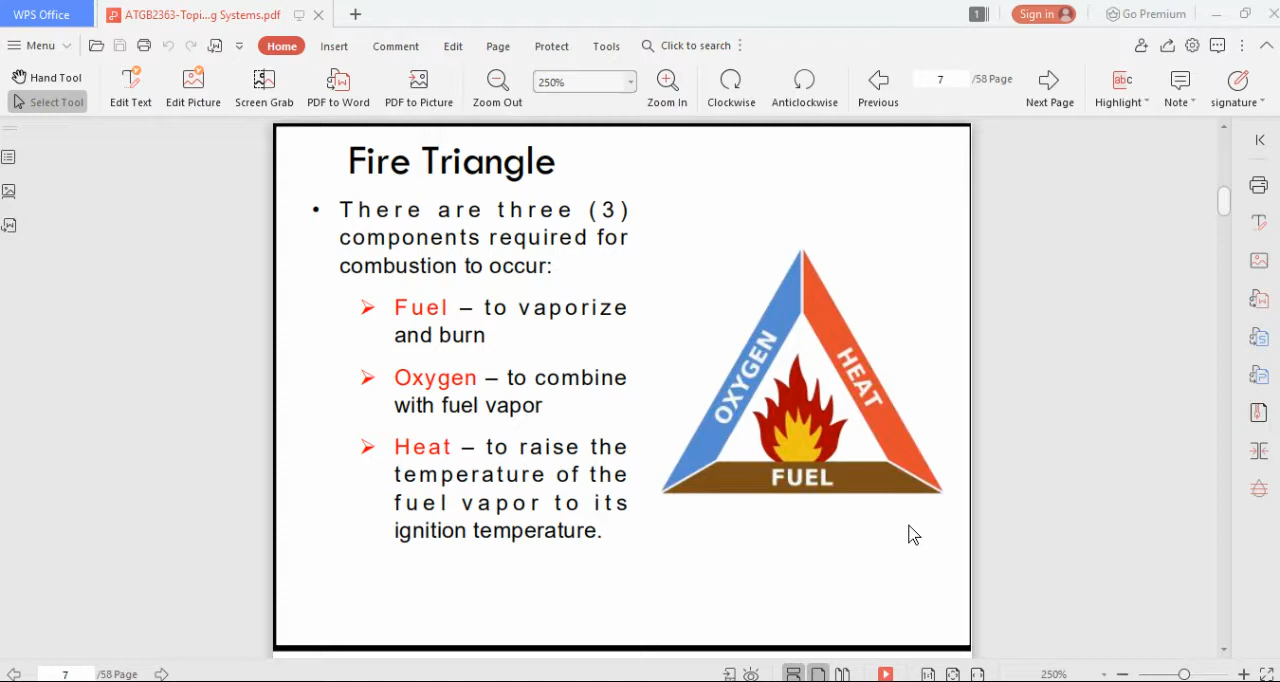 WPS Office
ATGB2363-Topi...g Systems.pdf
1
Sign in
Go Premium
Menu
Home
Insert
Comment
Edit
Page
Protect
Tools
Click to search
Hand Tool
Select Tool
Edit Text
Edit Picture
Screen Grab
PDF to Word
PDF to Picture
Zoom Out
250%
Zoom In
Clockwise
Anticlockwise
Previous
7 /58 Page
Next Page
Highlight
Note
signature
Fire Triangle
• There are three (3)
components required for
combustion to occur:
➢ Fuel – to vaporize
and burn
➢ Oxygen – to combine
with fuel vapor
➢ Heat – to raise the
temperature of the
fuel vapor to its
ignition temperature.
OXYGEN
HEAT
FUEL
7 /58 Page
250%